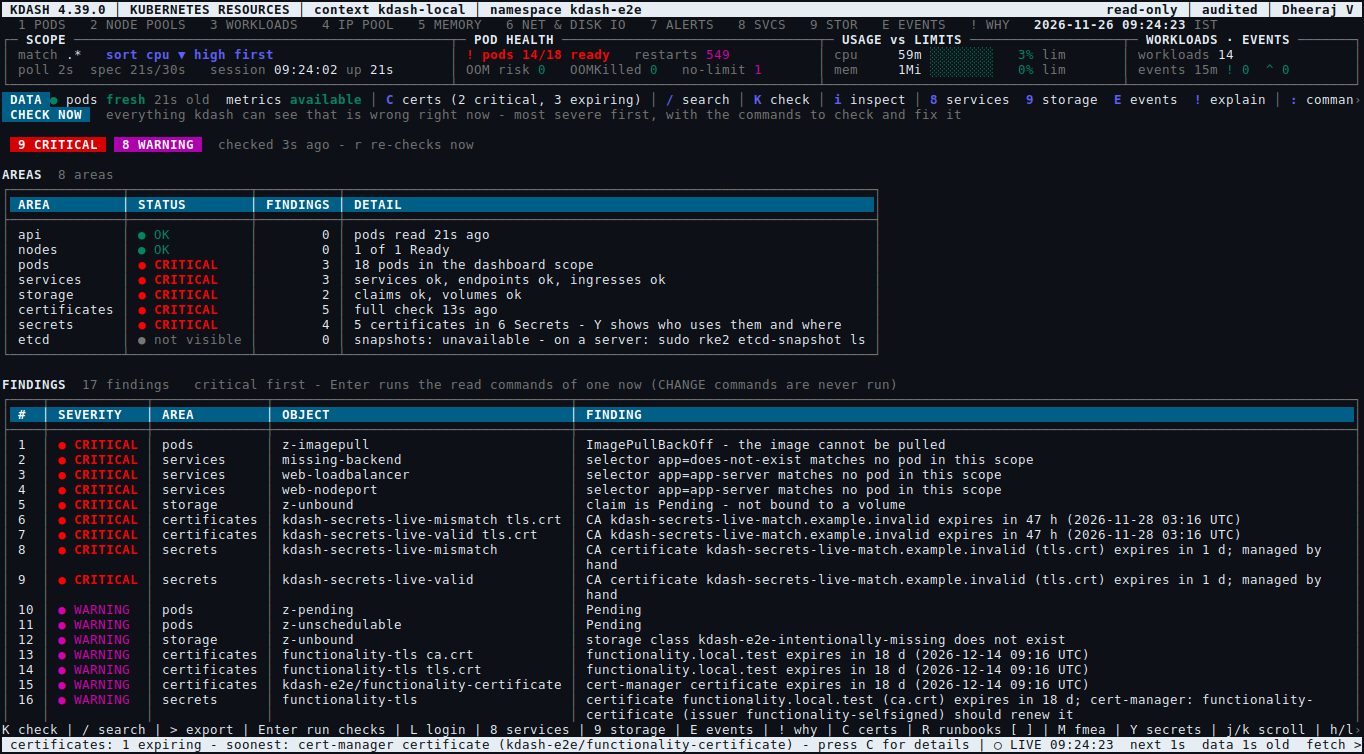 KDASH 4.39.0 │ KUBERNETES RESOURCES │ context kdash-local │ namespace kdash-e2e read-only │ audited │ Dheeraj V
1 PODS 2 NODE POOLS 3 WORKLOADS 4 IP POOL 5 MEMORY 6 NET & DISK IO 7 ALERTS 8 SVCS 9 STOR E EVENTS ! WHY 2026-11-26 09:24:23 IST
SCOPE POD HEALTH USAGE vs LIMITS WORKLOADS · EVENTS
match .* sort cpu ▼ high first ! pods 14/18 ready restarts 549 cpu 59m 3% lim workloads 14
poll 2s spec 21s/30s session 09:24:02 up 21s OOM risk 0 OOMKilled 0 no-limit 1 mem 1Mi 0% lim events 15m ! 0 ^ 0
DATA ● pods fresh 21s old metrics available │ C certs (2 critical, 3 expiring) │ / search │ K check │ i inspect │ 8 services 9 storage E events ! explain │ : comman›
CHECK NOW everything kdash can see that is wrong right now - most severe first, with the commands to check and fix it
9 CRITICAL 8 WARNING checked 3s ago - r re-checks now
AREAS 8 areas
AREA STATUS FINDINGS DETAIL
api ● OK 0 pods read 21s ago
nodes ● OK 0 1 of 1 Ready
pods ● CRITICAL 3 18 pods in the dashboard scope
services ● CRITICAL 3 services ok, endpoints ok, ingresses ok
storage ● CRITICAL 2 claims ok, volumes ok
certificates ● CRITICAL 5 full check 13s ago
secrets ● CRITICAL 4 5 certificates in 6 Secrets - Y shows who uses them and where
etcd ● not visible 0 snapshots: unavailable - on a server: sudo rke2 etcd-snapshot ls
FINDINGS 17 findings critical first - Enter runs the read commands of one now (CHANGE commands are never run)
# SEVERITY AREA OBJECT FINDING
1 ● CRITICAL pods z-imagepull ImagePullBackOff - the image cannot be pulled
2 ● CRITICAL services missing-backend selector app=does-not-exist matches no pod in this scope
3 ● CRITICAL services web-loadbalancer selector app=app-server matches no pod in this scope
4 ● CRITICAL services web-nodeport selector app=app-server matches no pod in this scope
5 ● CRITICAL storage z-unbound claim is Pending - not bound to a volume
6 ● CRITICAL certificates kdash-secrets-live-mismatch tls.crt CA kdash-secrets-live-match.example.invalid expires in 47 h (2026-11-28 03:16 UTC)
7 ● CRITICAL certificates kdash-secrets-live-valid tls.crt CA kdash-secrets-live-match.example.invalid expires in 47 h (2026-11-28 03:16 UTC)
8 ● CRITICAL secrets kdash-secrets-live-mismatch CA certificate kdash-secrets-live-match.example.invalid (tls.crt) expires in 1 d; managed by
hand
9 ● CRITICAL secrets kdash-secrets-live-valid CA certificate kdash-secrets-live-match.example.invalid (tls.crt) expires in 1 d; managed by
hand
10 ● WARNING pods z-pending Pending
11 ● WARNING pods z-unschedulable Pending
12 ● WARNING storage z-unbound storage class kdash-e2e-intentionally-missing does not exist
13 ● WARNING certificates functionality-tls ca.crt functionality.local.test expires in 18 d (2026-12-14 09:16 UTC)
14 ● WARNING certificates functionality-tls tls.crt functionality.local.test expires in 18 d (2026-12-14 09:16 UTC)
15 ● WARNING certificates kdash-e2e/functionality-certificate cert-manager certificate expires in 18 d (2026-12-14 09:16 UTC)
16 ● WARNING secrets functionality-tls certificate functionality.local.test (ca.crt) expires in 18 d; cert-manager: functionality-
certificate (issuer functionality-selfsigned) should renew it
K check | / search | > export | Enter run checks | L login | 8 services | 9 storage | E events | ! why | C certs | R runbooks [ ] | M fmea | Y secrets | j/k scroll | h/l›
certificates: 1 expiring - soonest: cert-manager certificate (kdash-e2e/functionality-certificate) - press C for details | ○ LIVE 09:24:23 next 1s data 1s old fetch ›